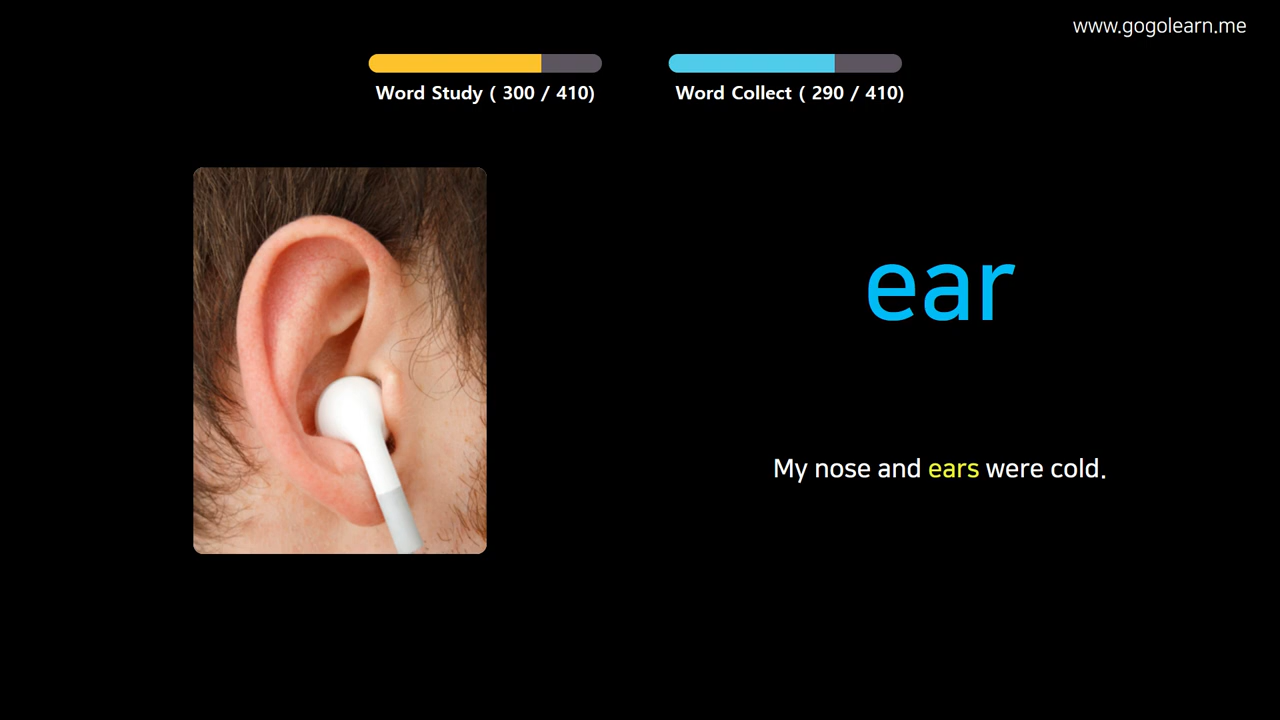 www.gogolearn.me
Word Study ( 300 / 410)
Word Collect ( 290 / 410)
ear
My nose and ears were cold.